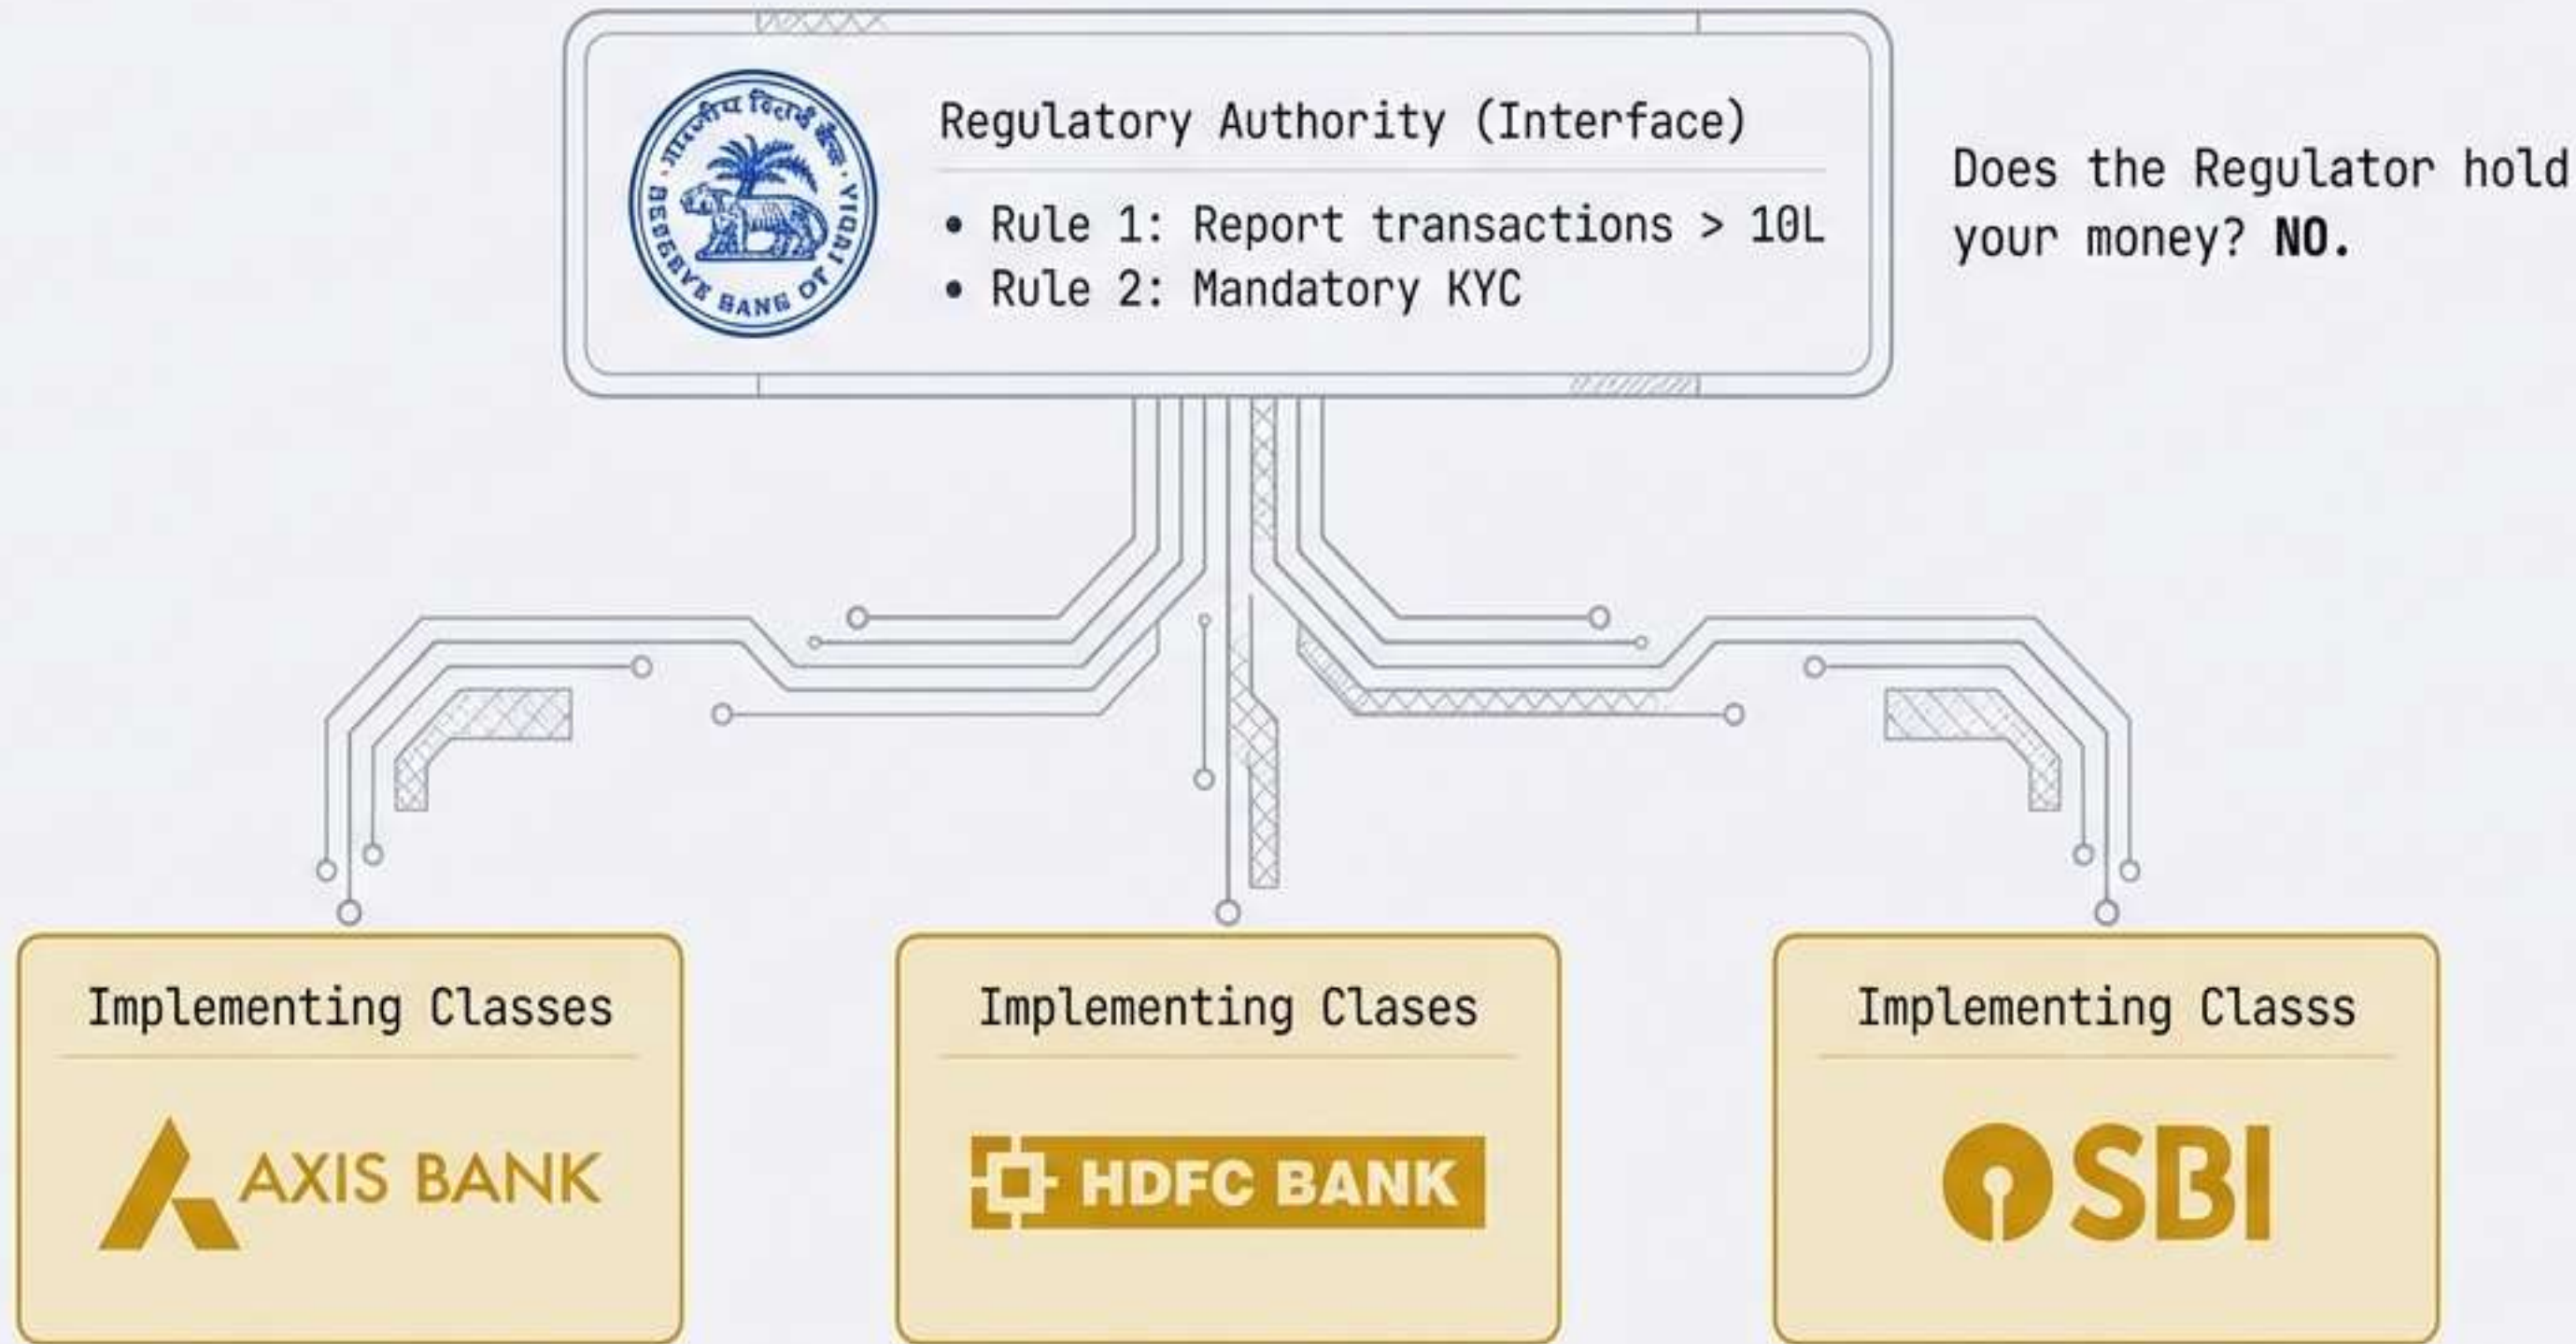 Regulatory Authority (Interface)
• Rule 1: Report transactions > 10L
• Rule 2: Mandatory KYC
Does the Regulator hold
your money? NO.
Implementing Classes
AXIS BANK
Implementing Clases
HDFC BANK
Implementing Classs
SBI